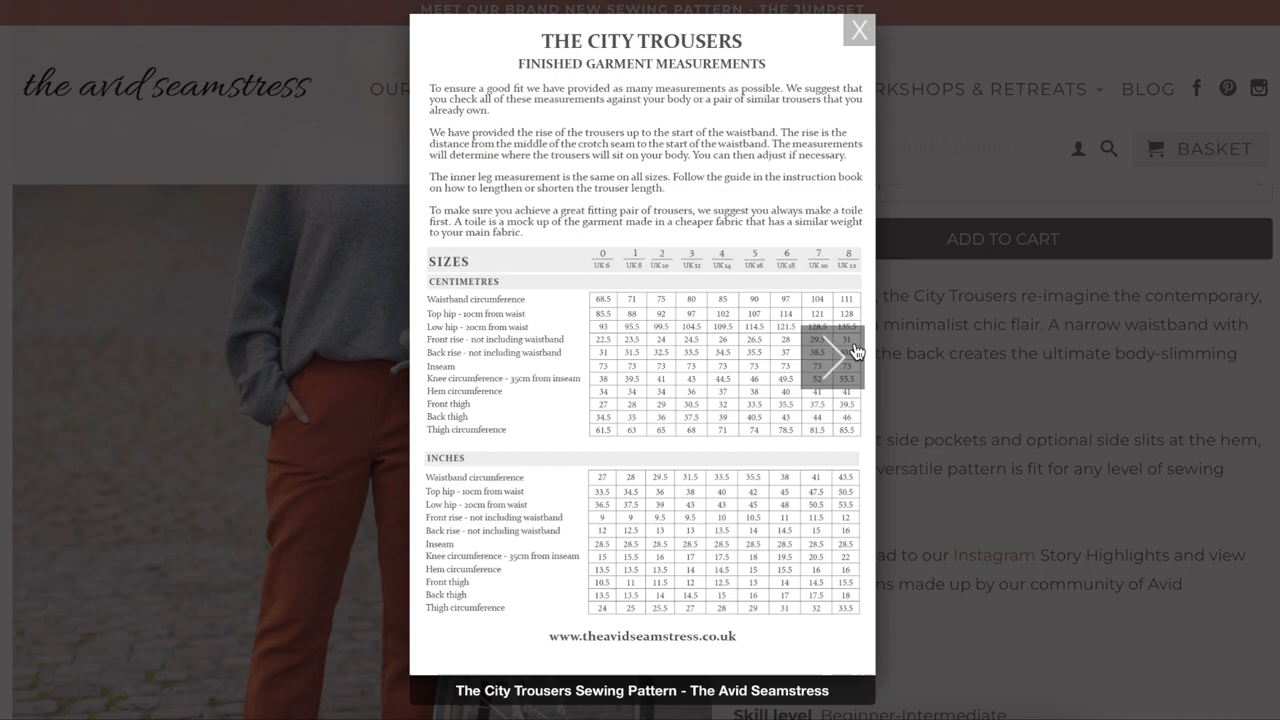 MEET OUR BRAND NEW SEWING PATTERN - THE JUMPSET
X
the avid seamstress
OUR
RKSHOPS & RETREATS
BLOG
BASKET
THE CITY TROUSERS
FINISHED GARMENT MEASUREMENTS
To ensure a good fit we have provided as many measurements as possible. We suggest that
you check all of these measurements against your body or a pair of similar trousers that you
already own.
We have provided the rise of the trousers up to the start of the waistband. The rise is the
distance from the middle of the crotch seam to the start of the waistband. The measurements
will determine where the trousers will sit on your body. You can then adjust if necessary.
The inner leg measurement is the same on all sizes. Follow the guide in the instruction book
on how to lengthen or shorten the trouser length.
To make sure you achieve a great fitting pair of trousers, we suggest you always make a toile
first. A toile is a mock up of the garment made in a cheaper fabric that has a similar weight
to your main fabric.
SIZES 0 1 2 3 4 5 6 7 8
UK 6 UK 8 UK 10 UK 12 UK 14 UK 16 UK 18 UK 20 UK 22
CENTIMETRES
Waistband circumference 68.5 71 75 80 85 90 97 104 111
Top hip - 10cm from waist 85.5 88 92 97 102 107 114 121 128
Low hip - 20cm from waist 93 95.5 99.5 104.5 109.5 114.5 121.5 128.5 135.5
Front rise - not including waistband 22.5 23.5 24 24.5 26 26.5 28 29.5 31
Back rise - not including waistband 31 31.5 32.5 33.5 34.5 35.5 37 38.5
Inseam 73 73 73 73 73 73 73 73 73
Knee circumference - 35cm from inseam 38 39.5 41 43 44.5 46 49.5 52 55.5
Hem circumference 34 34 34 36 37 38 40 41 41
Front thigh 27 28 29 30.5 32 33.5 35.5 37.5 39.5
Back thigh 34.5 35 36 37.5 39 40.5 43 44 46
Thigh circumference 61.5 63 65 68 71 74 78.5 81.5 85.5
INCHES
Waistband circumference 27 28 29.5 31.5 33.5 35.5 38 41 43.5
Top hip - 10cm from waist 33.5 34.5 36 38 40 42 45 47.5 50.5
Low hip - 20cm from waist 36.5 37.5 39 43 43 45 48 50.5 53.5
Front rise - not including waistband 9 9 9.5 9.5 10 10.5 11 11.5 12
Back rise - not including waistband 12 12.5 13 13 13.5 14 14.5 15 16
Inseam 28.5 28.5 28.5 28.5 28.5 28.5 28.5 28.5 28.5
Knee circumference - 35cm from inseam 15 15.5 16 17 17.5 18 19.5 20.5 22
Hem circumference 13.5 13.5 13.5 14 14.5 15 15.5 16 16
Front thigh 10.5 11 11.5 12 12.5 13 14 14.5 15.5
Back thigh 13.5 13.5 14 14.5 15 16 17 17.5 18
Thigh circumference 24 25 25.5 27 28 29 31 32 33.5
www.theavidseamstress.co.uk
The City Trousers Sewing Pattern - The Avid Seamstress
ADD TO CART
, the City Trousers re-imagine the contemporary,
minimalist chic flair. A narrow waistband with
the back creates the ultimate body-slimming
t side pockets and optional side slits at the hem,
versatile pattern is fit for any level of sewing
ad to our Instagram Story Highlights and view
ns made up by our community of Avid
Skill level Beginner-Intermediate